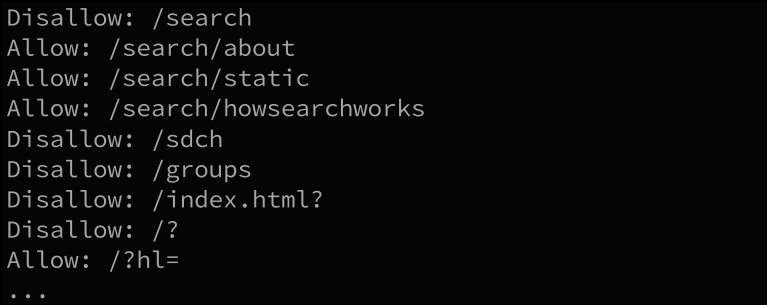 Disallow: /search
Allow: /search/about
Allow: /search/static
Allow: /search/howsearchworks
Disallow: /sdch
Disallow: /groups
Disallow: /index.html?
Disallow: /?
Allow: /?hl=
...